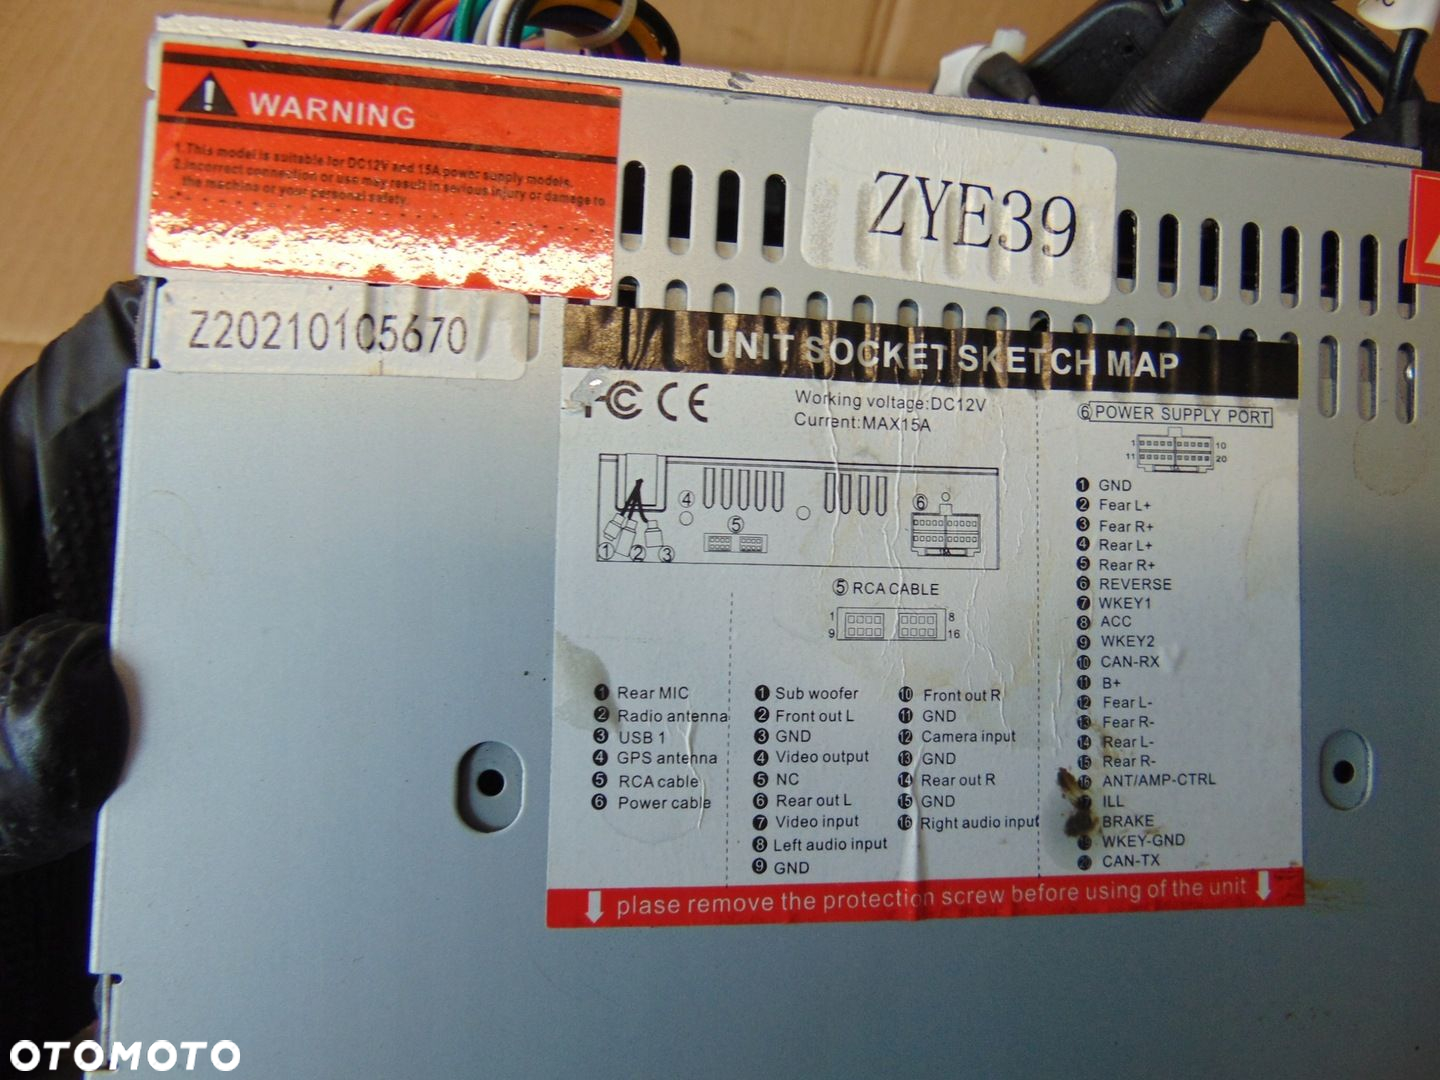 WARNING
1.This model is suitable for DC12V and 15A power supply models.
2.Incorrect connection or use may result in serious injury or damage to
the machine or your personal safety.
ZYE39
Z20210105670
UNIT SOCKET SKETCH MAP
FC CE
Working voltage:DC12V
Current:MAX15A
4
5
6
1 2 3
5 RCA CABLE
1 8
9 16
1 Rear MIC
2 Radio antenna
3 USB 1
4 GPS antenna
5 RCA cable
6 Power cable
1 Sub woofer
2 Front out L
3 GND
4 Video output
5 NC
6 Rear out L
7 Video input
8 Left audio input
9 GND
10 Front out R
11 GND
12 Camera input
13 GND
14 Rear out R
15 GND
16 Right audio input
6 POWER SUPPLY PORT
1 10
11 20
1 GND
2 Fear L+
3 Fear R+
4 Rear L+
5 Rear R+
6 REVERSE
7 WKEY1
8 ACC
9 WKEY2
10 CAN-RX
11 B+
12 Fear L-
13 Fear R-
14 Rear L-
15 Rear R-
16 ANT/AMP-CTRL
17 ILL
BRAKE
19 WKEY-GND
20 CAN-TX
plase remove the protection screw before using of the unit
OTOMOTO